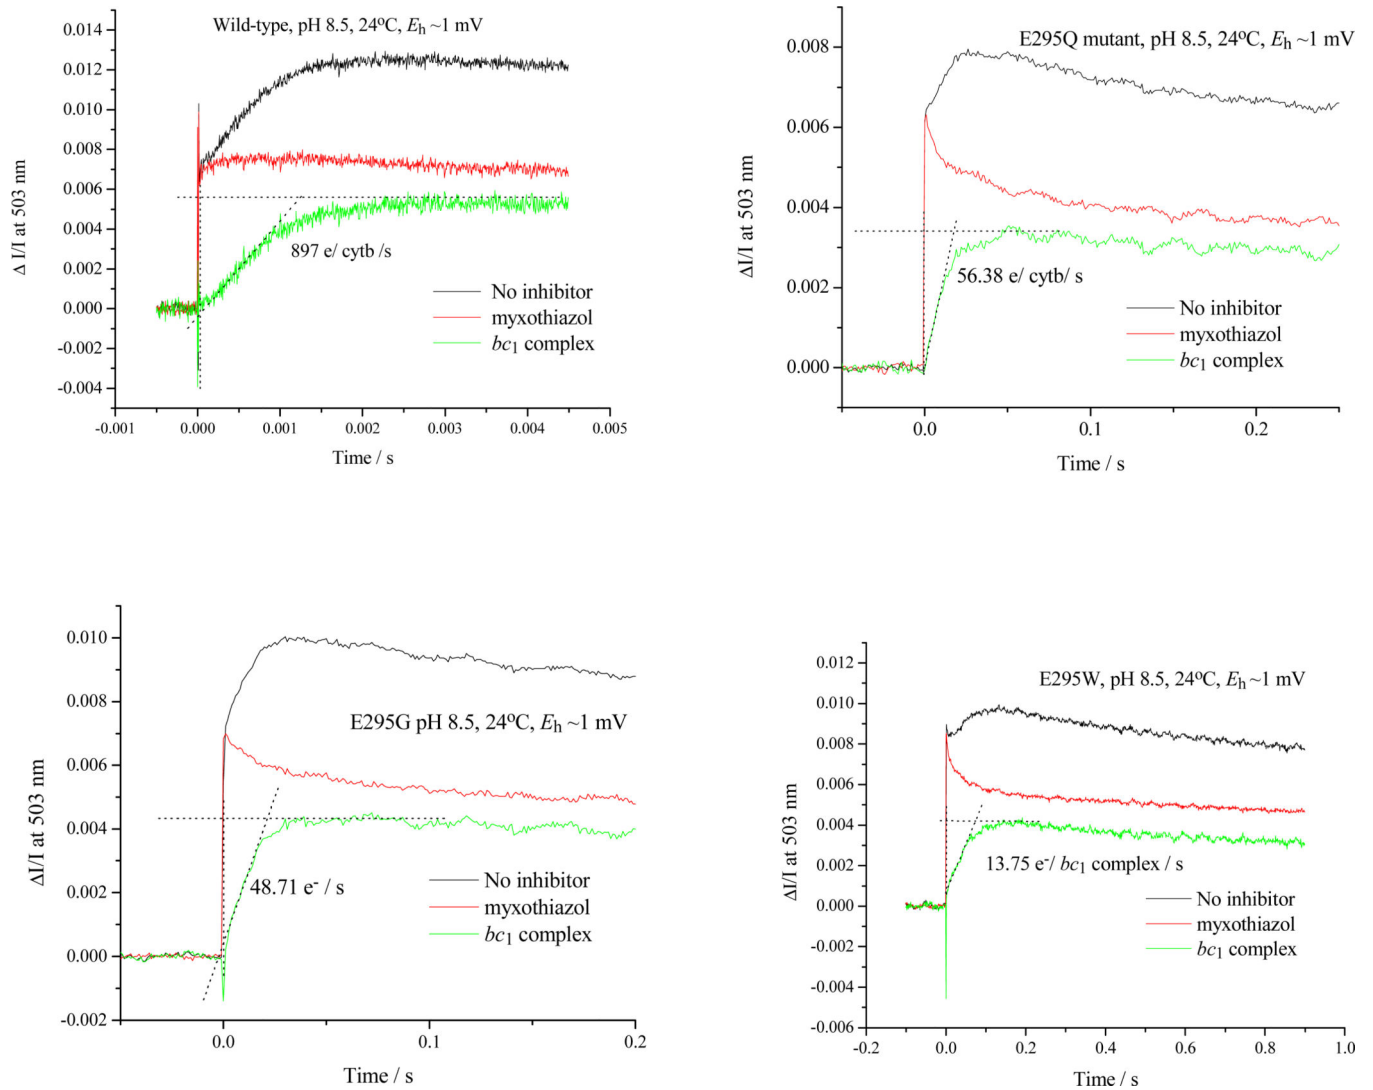 Wild-type, pH 8.5, 24ºC, Eh ~1 mV
0.014
0.012
0.010
0.008
0.006
0.004
0.002
0.000
-0.002
-0.004
Δ I/I at 503 nm
897 e/ cytb /s
No inhibitor
myxothiazol
bc1 complex
-0.001
0.000
0.001
0.002
0.003
0.004
0.005
Time / s
E295Q mutant, pH 8.5, 24ºC, Eh ~1 mV
0.008
0.006
0.004
0.002
0.000
ΔI/I at 503 nm
56.38 e/ cytb/ s
No inhibitor
myxothiazol
bc1 complex
0.0
0.1
0.2
Time / s
0.010
0.008
0.006
0.004
0.002
0.000
-0.002
ΔI/I at 503 nm
E295G pH 8.5, 24ºC, Eh ~1 mV
48.71 e- / s
No inhibitor
myxothiazol
bc1 complex
0.0
0.1
0.2
Time / s
E295W, pH 8.5, 24ºC, Eh ~1 mV
0.012
0.010
0.008
0.006
0.004
0.002
0.000
-0.002
-0.004
-0.006
ΔI/I at 503 nm
13.75 e-/ bc1 complex / s
No inhibitor
myxothiazol
bc1 complex
-0.2
0.0
0.2
0.4
0.6
0.8
1.0
Time / s